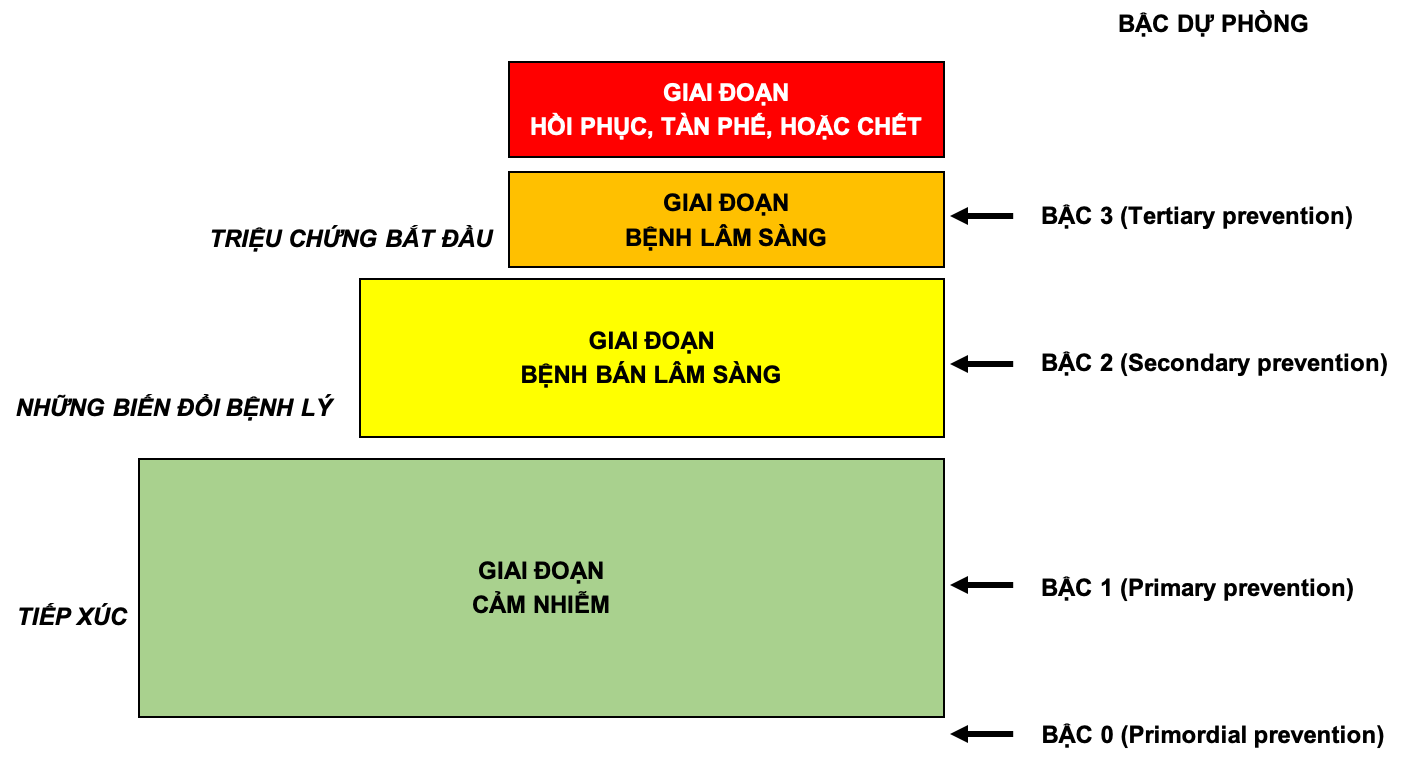 BẬC DỰ PHÒNG
GIAI ĐOẠN
HỒI PHỤC, TÀN PHẾ, HOẶC CHẾT
GIAI ĐOẠN
BỆNH LÂM SÀNG
BẬC 3 (Tertiary prevention)
TRIỆU CHỨNG BẮT ĐẦU
GIAI ĐOẠN
BỆNH BÁN LÂM SÀNG
BẬC 2 (Secondary prevention)
NHỮNG BIẾN ĐỔI BỆNH LÝ
GIAI ĐOẠN
CẢM NHIỄM
BẬC 1 (Primary prevention)
TIẾP XÚC
BẬC 0 (Primordial prevention)